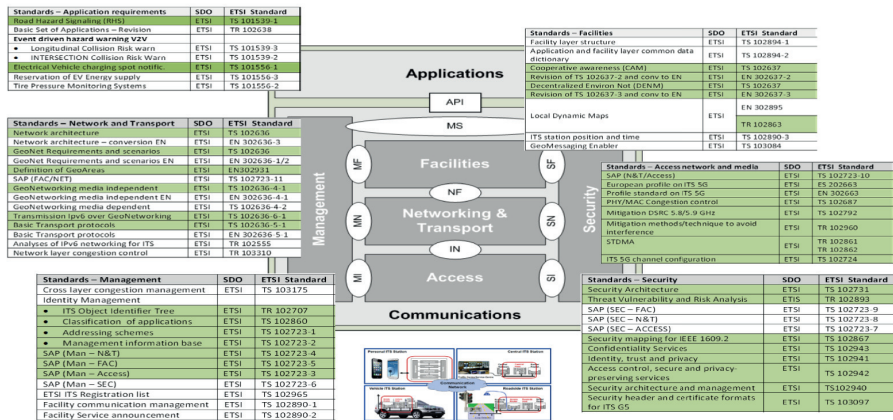 Standards – Application requirements SDO ETSI Standard
Road Hazard Signaling (RHS) ETSI TS 101539-1
Basic Set of Applications – Revision ETSI TR 102638
Event driven hazard warning V2V
• Longitudinal Collision Risk warn ETSI TS 101539-3
• INTERSECTION Collision Risk Warn ETSI TS 101539-2
Electrical Vehicle charging spot notific. ETSI TS 101556-1
Reservation of EV Energy supply ETSI TS 101556-3
Tire Pressure Monitoring Systems ETSI TS 101556-2
Standards – Facilities SDO ETSI Standard
Facility layer structure ETSI TS 102894-1
Application and facility layer common data
dictionary ETSI TS 102894-2
Cooperative awareness (CAM) ETSI TS 102637
Revision of TS 102637-2 and conv to EN ETSI EN 302637-2
Decentralized Environ Not (DENM) ETSI TS 102637
Revision of TS 102637-3 and conv to EN ETSI EN 302637-3
Local Dynamic Maps ETSI EN 302895
TR 102863
ITS station position and time ETSI TS 102890-3
GeoMessaging Enabler ETSI TS 103084
Applications
API
MS
Facilities
MF
SF
NF
Management
Security
MN
Networking &
Transport
SN
IN
MI
Access
SI
Communications
Standards – Network and Transport SDO ETSI Standard
Network architecture ETSI TS 102636
Network architecture – conversion EN ETSI EN 302636-3
GeoNet Requirements and scenarios ETSI TS 102636
GeoNet Requirements and scenarios EN ETSI EN 302636-1/2
Definition of GeoAreas ETSI EN302931
SAP (FAC/NET) ETSI TS 102723-11
GeoNetworking media independent ETSI TS 102636-4-1
GeoNetworking media independent EN ETSI EN 302636-4-1
GeoNetworking media dependent ETSI TS 102636-4-2
Transmission Ipv6 over GeoNetworking ETSI TS 102636-6-1
Basic Transport protocols ETSI TS 102636-5-1
Basic Transport protocols ETSI EN 302636-5-1
Analyses of IPv6 networking for ITS ETSI TR 102555
Network layer congestion control ETSI TR 103310
Standards – Access network and media SDO ETSI Standard
SAP (N&T/Access) ETSI TS 102723-10
European profile on ITS 5G ETSI ES 202663
Profile standard on ITS 5G ETSI EN 302663
PHY/MAC Congestion control ETSI TS 102687
Mitigation DSRC 5.8/5.9 GHz ETSI TS 102792
Mitigation methods/technique to avoid
interference ETSI TR 102960
STDMA ETSI TR 102861
TR 102862
ITS 5G channel configuration ETSI TS 102724
Standards – Management SDO ETSI Standard
Cross layer congestion management ETSI TS 103175
Identity Management
• ITS Object Identifier Tree ETSI TR 102707
• Classification of applications ETSI TS 102860
• Addressing schemes ETSI TS 102723-1
• Management information base ETSI TS 102723-2
SAP (Man – N&T) ETSI TS 102723-4
SAP (Man – FAC) ETSI TS 102723-5
SAP (Man – Access) ETSI TS 102723-3
SAP (Man – SEC) ETSI TS 102723-6
ETSI ITS Registration list ETSI TS 102965
Facility communication management ETSI TS 102890-1
Facility Service announcement ETSI TS 102890-2
Standards – Security SDO ETSI Standard
Security Architecture ETSI TS 102731
Threat Vulnerability and Risk Analysis ETIS TR 102893
SAP (SEC – FAC) ETSI TS 102723-9
SAP (SEC – N&T) ETSI TS 102723-8
SAP (SEC – ACCESS) ETSI TS 102723-7
Security mapping for IEEE 1609.2 ETSI TS 102867
Confidentiality Services ETSI TS 102943
Identity, trust and privacy ETSI TS 102941
Access control, secure and privacy-
preserving services ETSI TS 102942
Security architecture and management ETSI TS102940
Security header and certificate formats
for ITS G5 ETSI TS 103097
Personal ITS Station
Central ITS Station
Communication
Network
Vehicle ITS Station
Roadside ITS Station